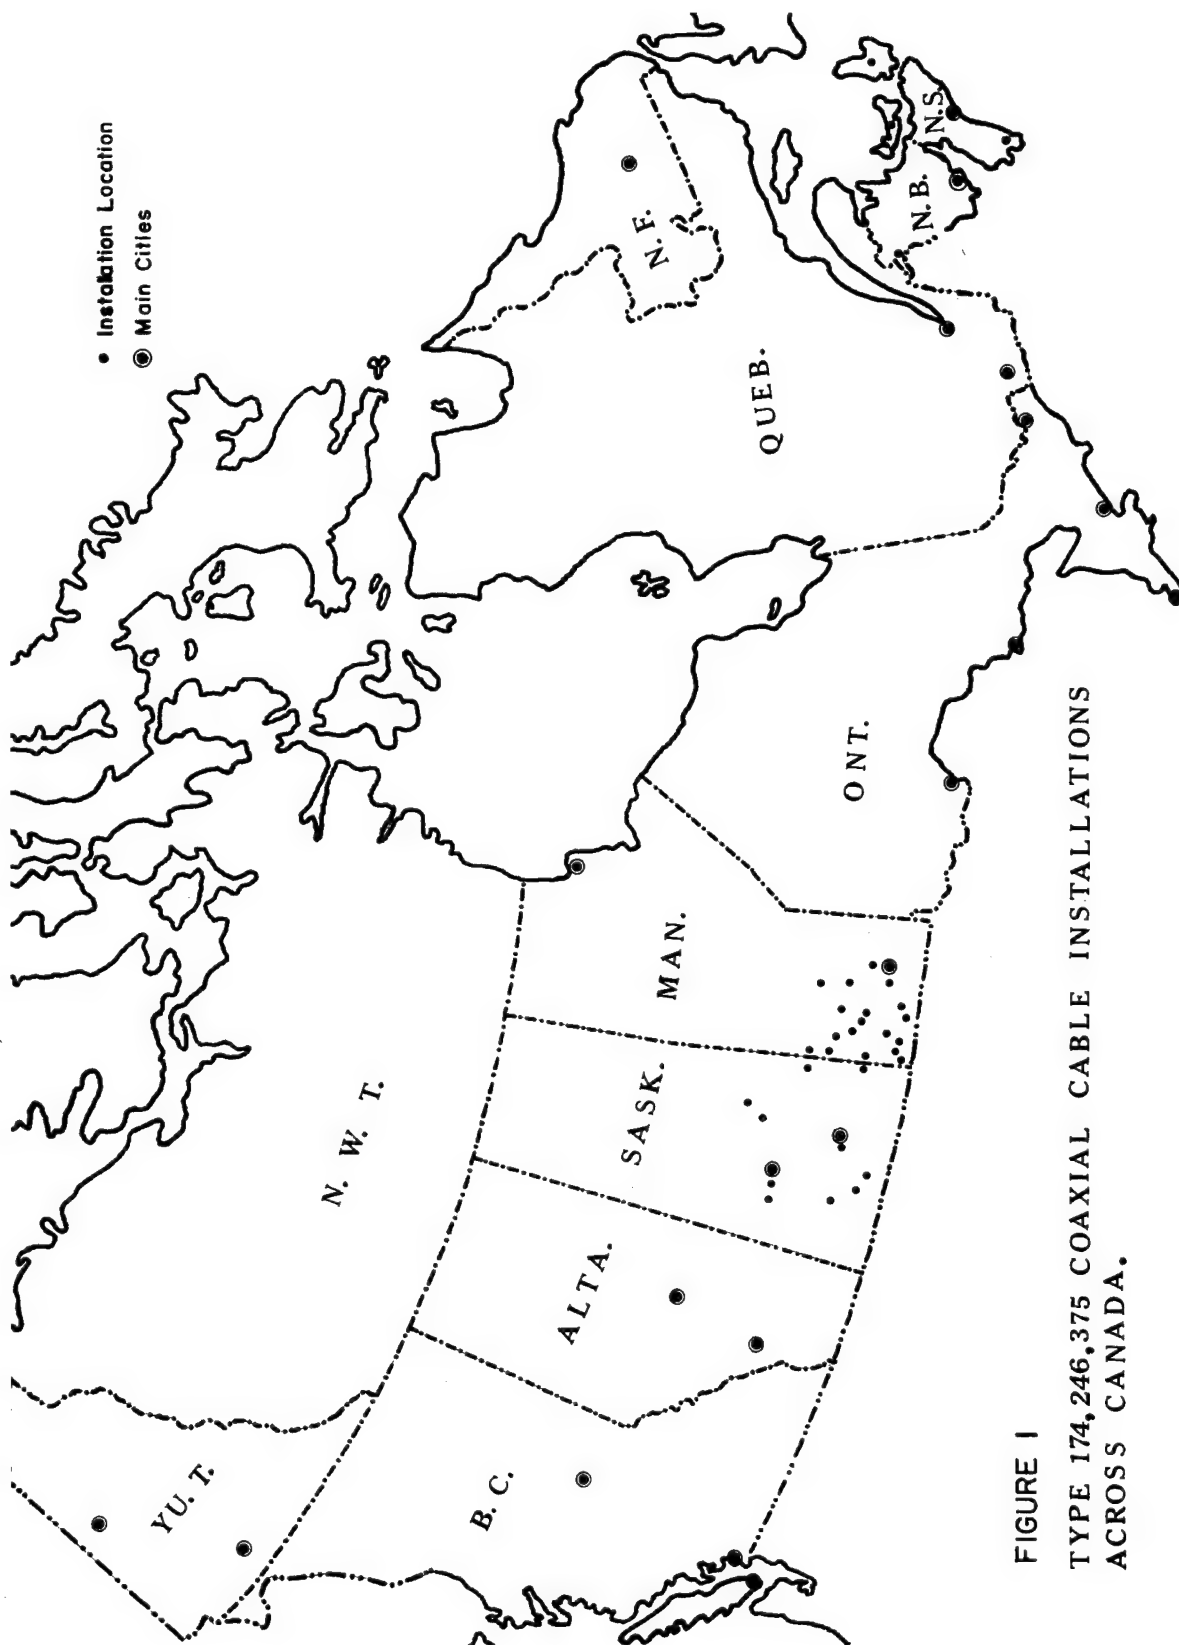 • Installation Location
◉ Main Cities
YU. T.
N. W. T.
B. C.
ALTA.
SASK.
MAN.
ONT.
QUEB.
N. F.
N. B.
N.S.
FIGURE 1
TYPE 174,246,375 COAXIAL CABLE INSTALLATIONS
ACROSS CANADA.